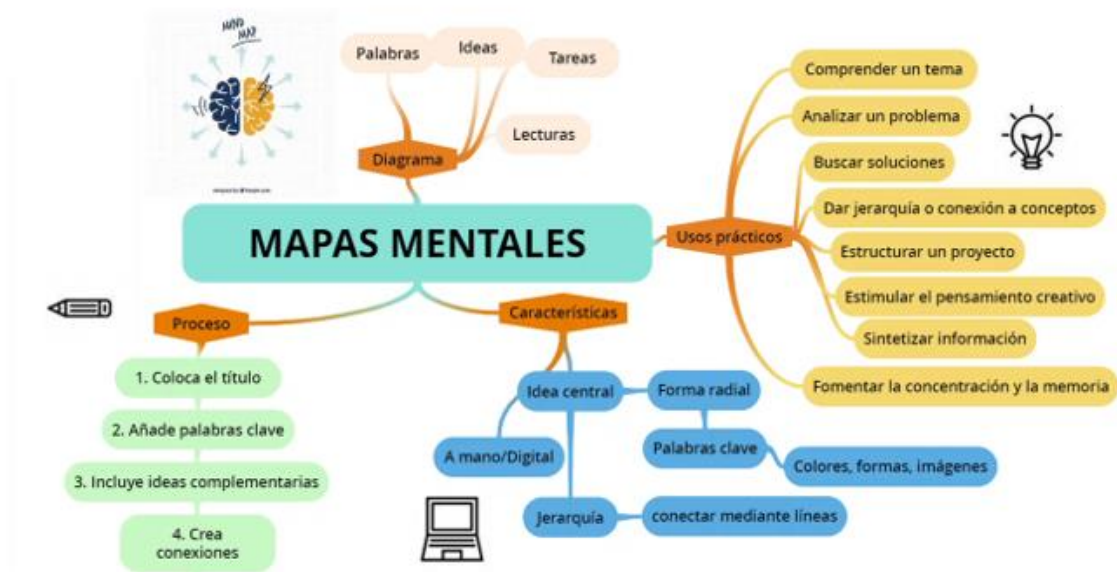 MIND
MAP
Palabras
Ideas
Tareas
Lecturas
Diagrama
MAPAS MENTALES
Usos prácticos
Comprender un tema
Analizar un problema
Buscar soluciones
Dar jerarquía o conexión a conceptos
Estructurar un proyecto
Estimular el pensamiento creativo
Sintetizar información
Fomentar la concentración y la memoria
Proceso
1. Coloca el título
2. Añade palabras clave
3. Incluye ideas complementarias
4. Crea
conexiones
Características
Idea central
Forma radial
A mano/Digital
Palabras clave
Colores, formas, imágenes
Jerarquía
conectar mediante líneas